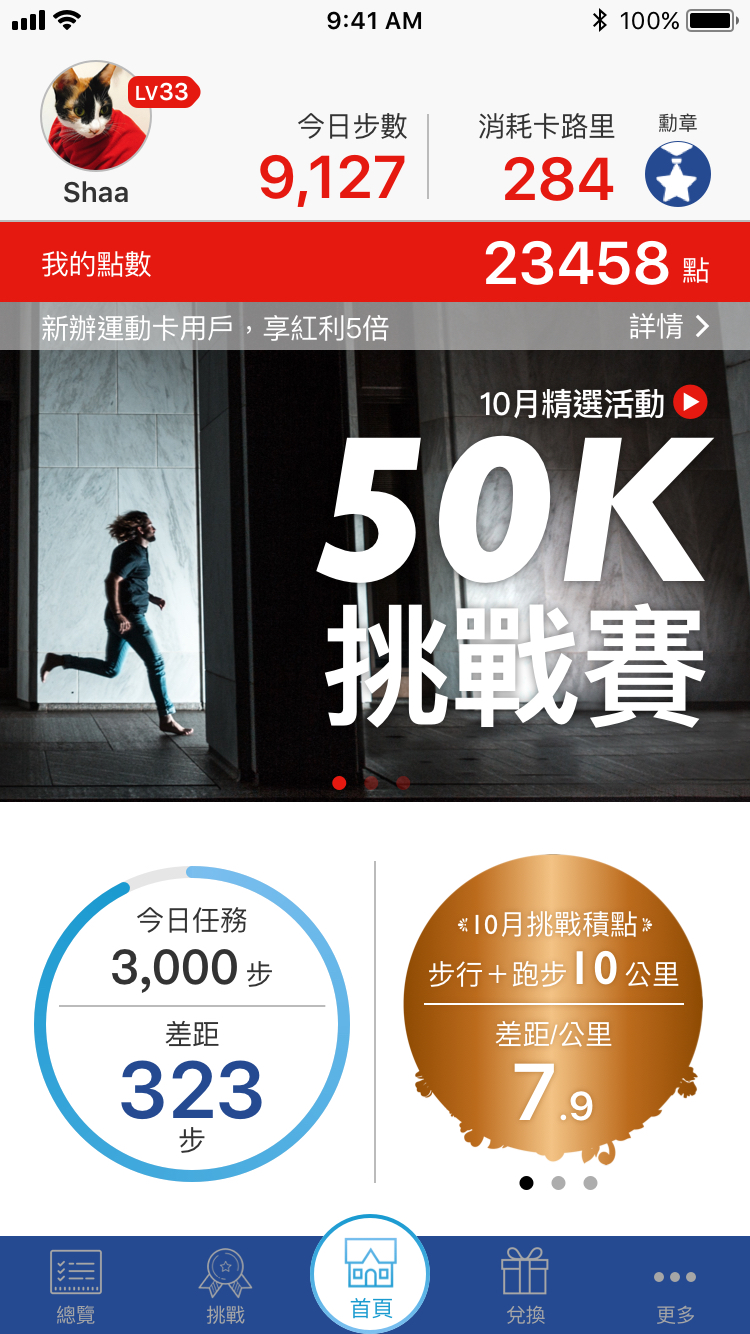 9:41 AM
100%
LV33
Shaa
今日步數
9,127
消耗卡路里
284
勳章
我的點數
23458 點
新辦運動卡用戶，享紅利5倍
詳情
10月精選活動
50K
挑戰賽
今日任務
3,000 步
差距
323
步
10月挑戰積點
步行＋跑步10公里
差距/公里
7.9
總覽
挑戰
首頁
兌換
更多